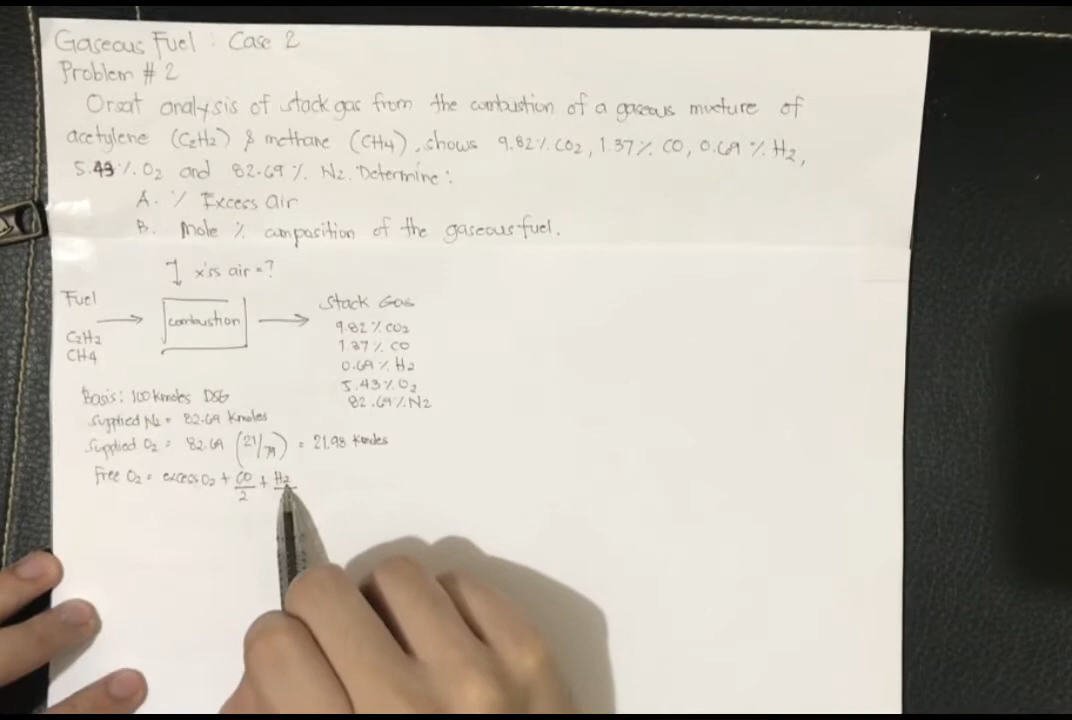 Gaseous Fuel : Case 2
Problem # 2
Orsat analysis of stack gas from the combustion of a gaseous mixture of
acetylene (C2H2) & methane (CH4), shows 9.82% CO2, 1.37% CO, 0.69% H2,
5.43% O2 and 82.69% N2. Determine:
A. % Excess air
B. Mole % composition of the gaseous fuel.
x's air = ?
Fuel
C2H2
CH4
combustion
Stack Gas
9.82% CO2
1.37% CO
0.69% H2
5.43% O2
82.69% N2
Basis: 100 kmoles DSG
Supplied N2 = 82.69 Kmoles
Supplied O2 = 82.69 (21/79) = 21.98 Kmoles
Free O2 = excess O2 + CO/2 + H2